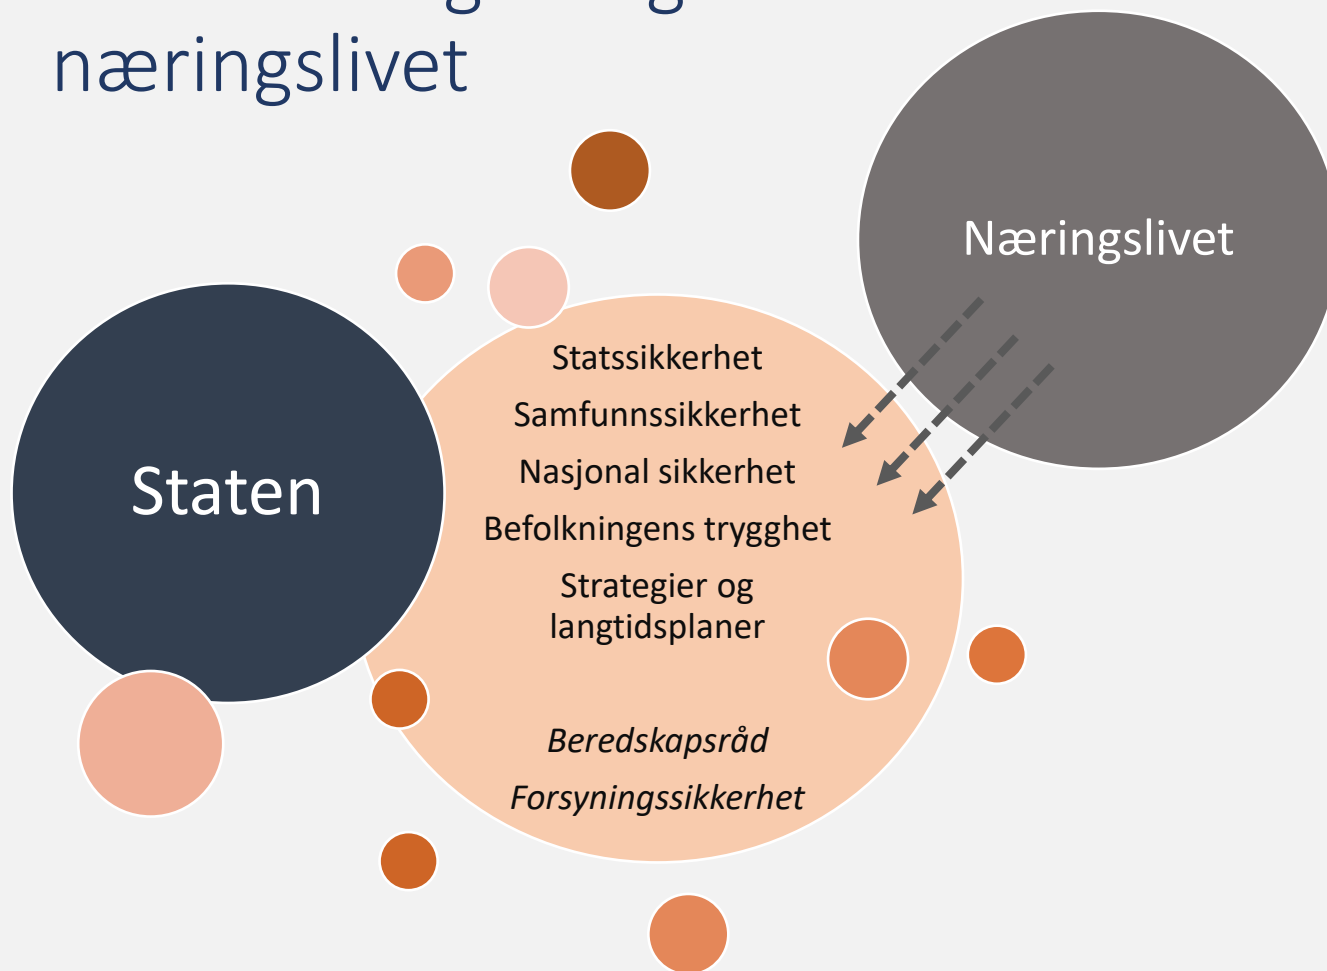 næringslivet
Næringslivet
Staten
Statssikkerhet
Samfunnssikkerhet
Nasjonal sikkerhet
Befolkningens trygghet
Strategier og
langtidsplaner
Beredskapsråd
Forsyningssikkerhet